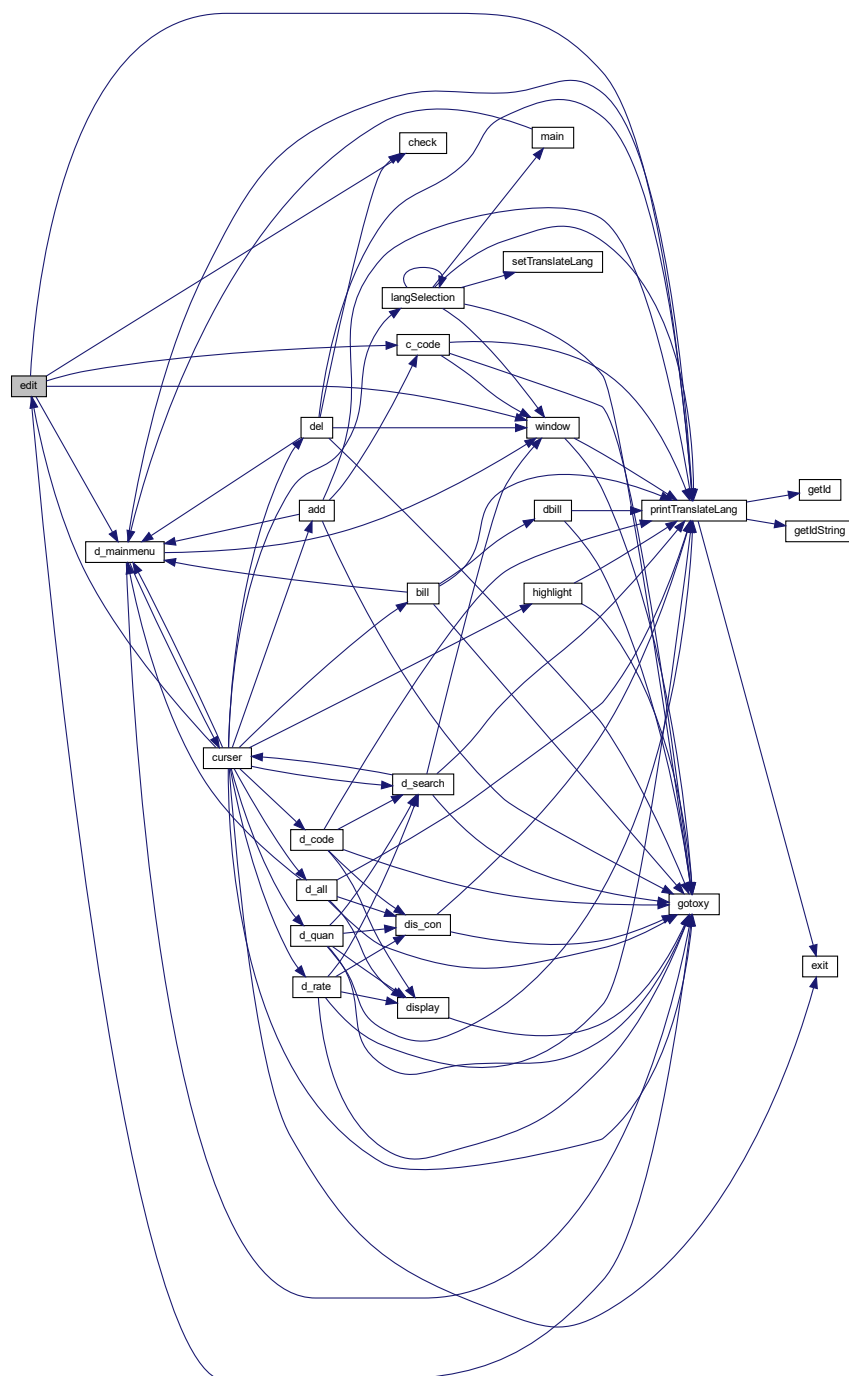 main
check
setTranslateLang
langSelection
c_code
edit
del
window
getId
add
dbill
printTranslateLang
getIdString
d_mainmenu
bill
highlight
curser
d_search
d_code
d_all
gotoxy
dis_con
d_quan
exit
d_rate
display